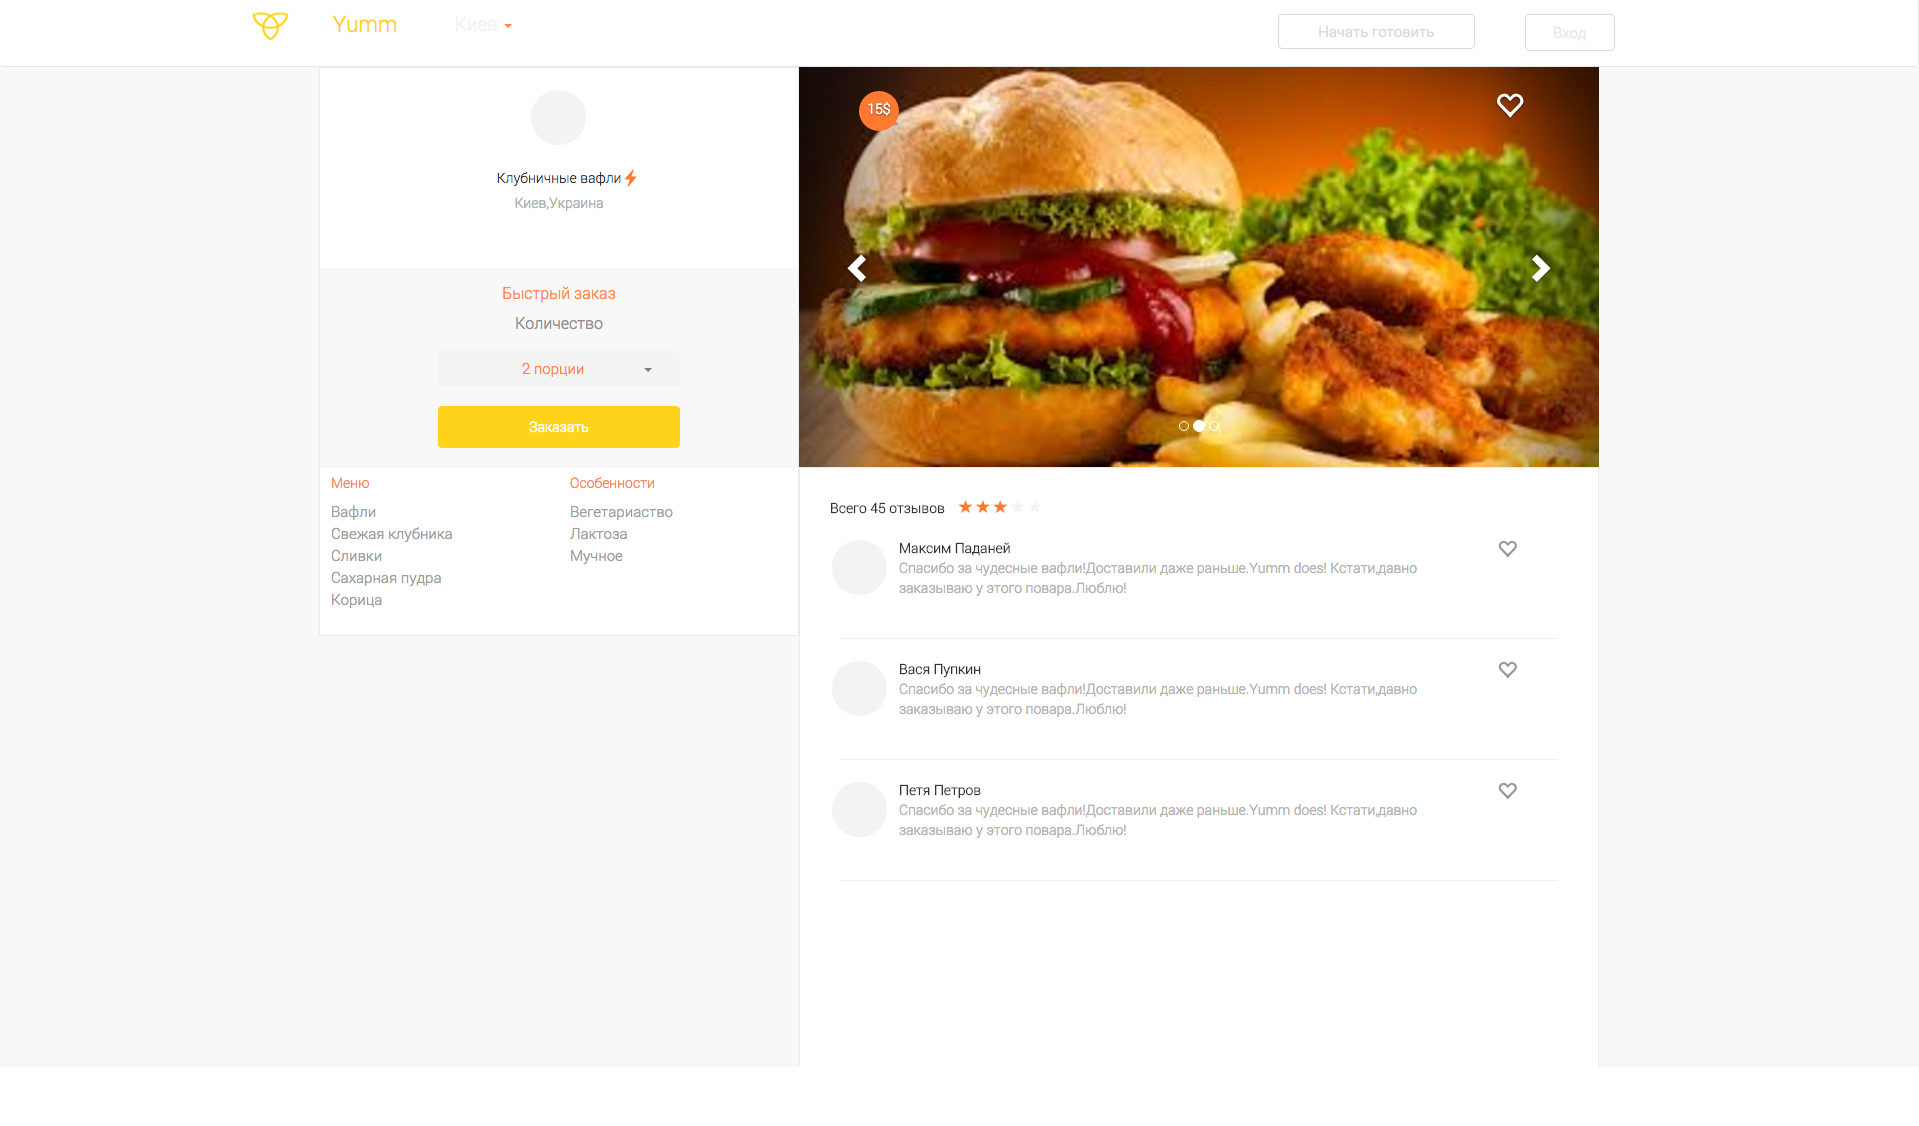 Yumm
Киев
Начать готовить
Вход
Клубничные вафли
Киев,Украина
Быстрый заказ
Количество
2 порции
Заказать
Меню
Вафли
Свежая клубника
Сливки
Сахарная пудра
Корица
Особенности
Вегетариаство
Лактоза
Мучное
15$
Всего 45 отзывов
Максим Паданей
Спасибо за чудесные вафли!Доставили даже раньше.Yumm does! Кстати,давно
заказываю у этого повара.Люблю!
Вася Пупкин
Спасибо за чудесные вафли!Доставили даже раньше.Yumm does! Кстати,давно
заказываю у этого повара.Люблю!
Петя Петров
Спасибо за чудесные вафли!Доставили даже раньше.Yumm does! Кстати,давно
заказываю у этого повара.Люблю!